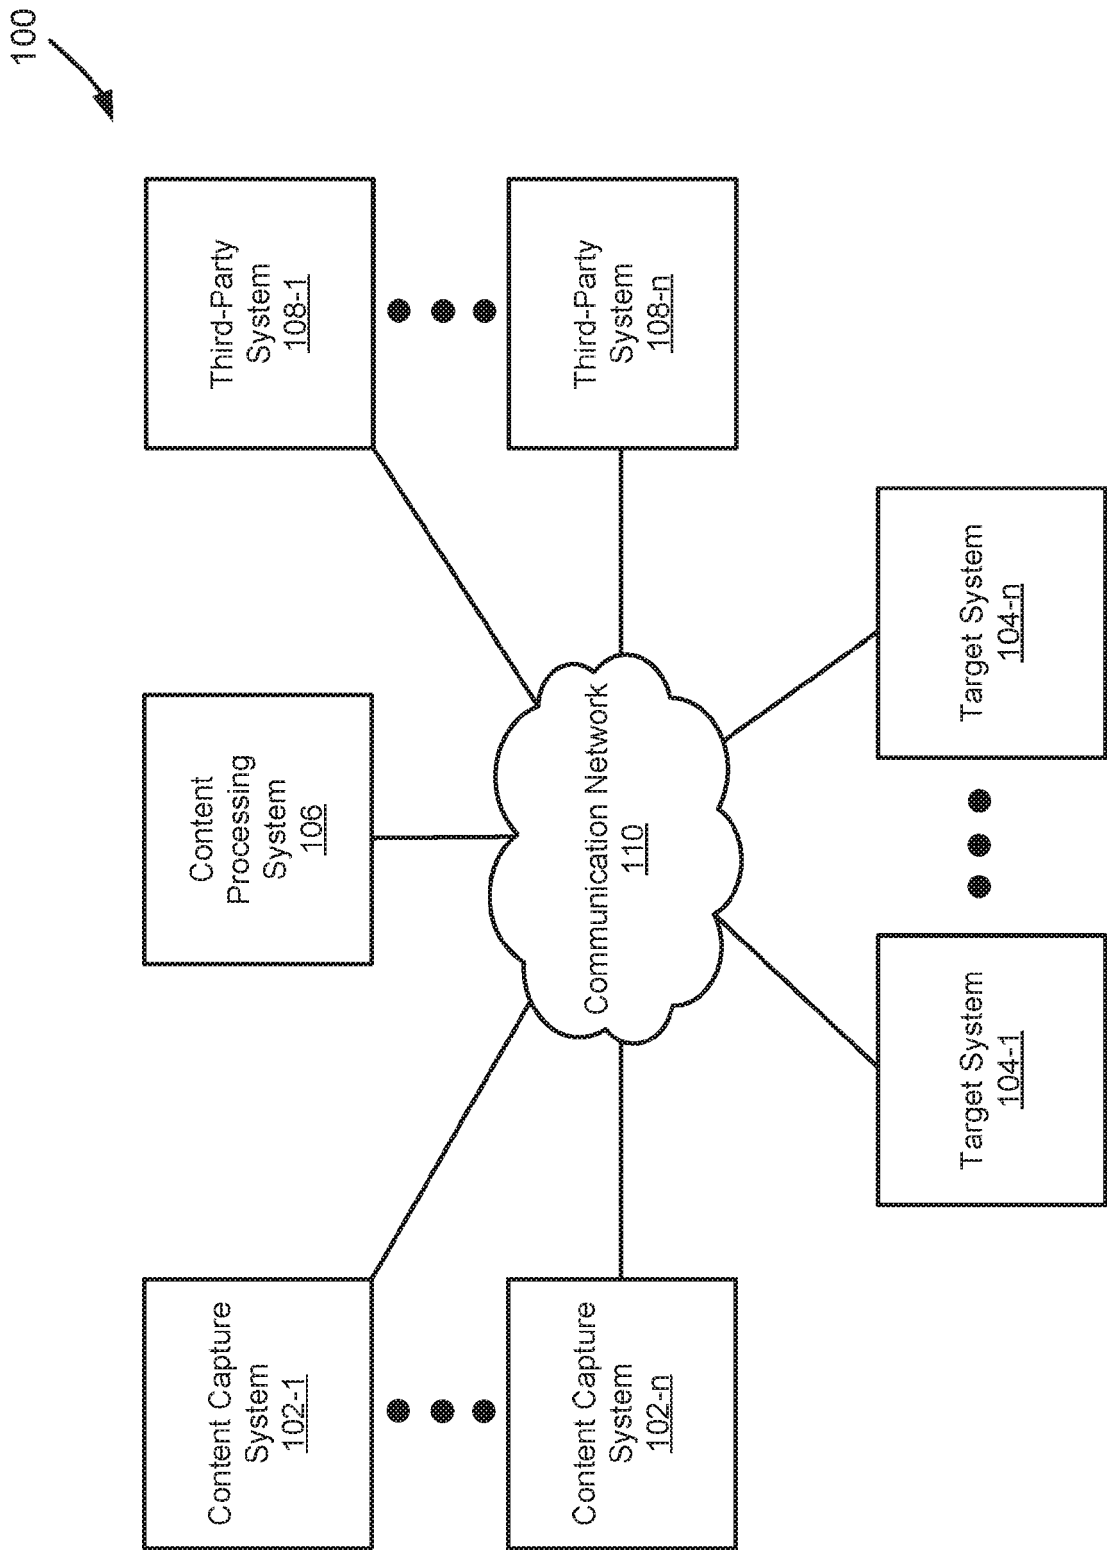 100
Content Capture
System
102-1
Content
Processing
System
106
Third-Party
System
108-1
Content Capture
System
102-n
Communication Network
110
Third-Party
System
108-n
Target System
104-1
Target System
104-n